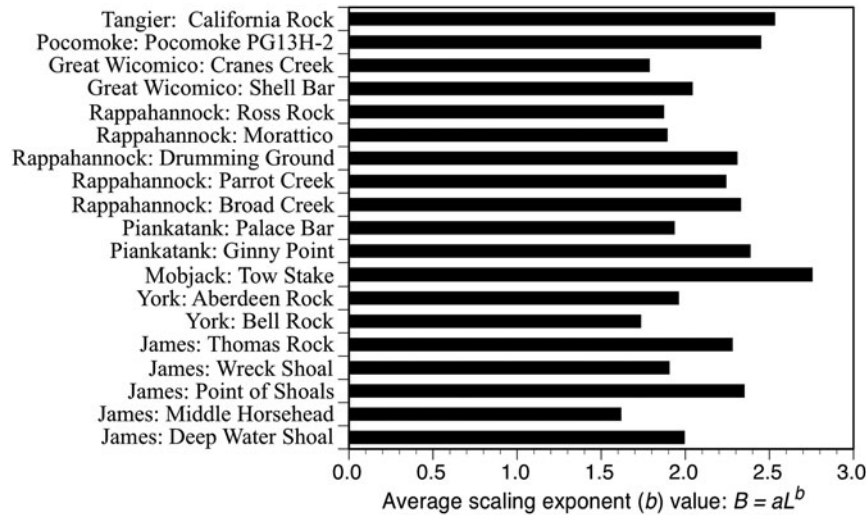 Tangier: California Rock
Pocomoke: Pocomoke PG13H-2
Great Wicomico: Cranes Creek
Great Wicomico: Shell Bar
Rappahannock: Ross Rock
Rappahannock: Morattico
Rappahannock: Drumming Ground
Rappahannock: Parrot Creek
Rappahannock: Broad Creek
Piankatank: Palace Bar
Piankatank: Ginny Point
Mobjack: Tow Stake
York: Aberdeen Rock
York: Bell Rock
James: Thomas Rock
James: Wreck Shoal
James: Point of Shoals
James: Middle Horsehead
James: Deep Water Shoal
0.0 0.5 1.0 1.5 2.0 2.5 3.0
Average scaling exponent (b) value: B = aL^b